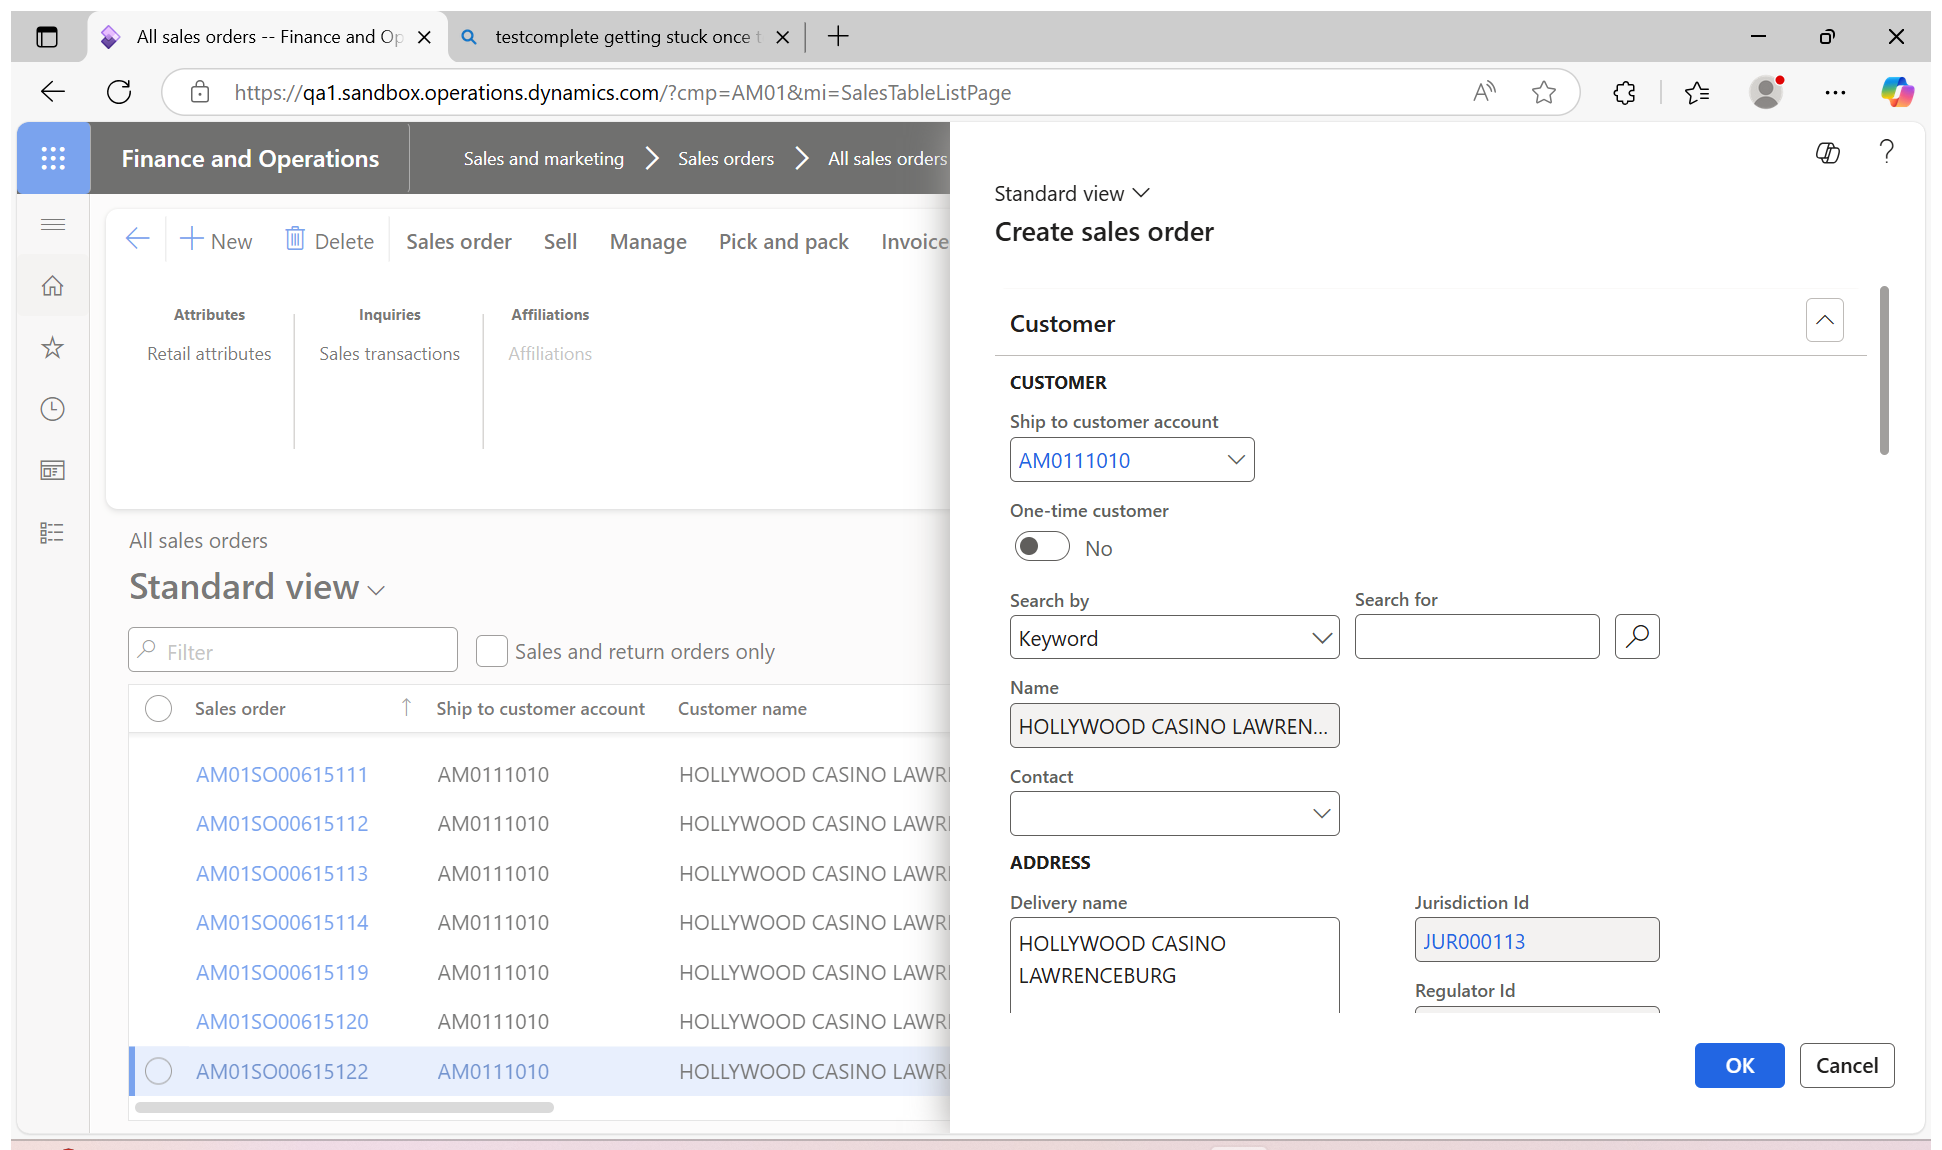 All sales orders -- Finance and Op
testcomplete getting stuck once t
https://qa1.sandbox.operations.dynamics.com/?cmp=AM01&mi=SalesTableListPage
Finance and Operations
Sales and marketing
Sales orders
All sales orders
New
Delete
Sales order
Sell
Manage
Pick and pack
Invoice
Attributes
Retail attributes
Inquiries
Sales transactions
Affiliations
Affiliations
All sales orders
Standard view
Filter
Sales and return orders only
Sales order
Ship to customer account
Customer name
AM01SO00615111 AM0111010 HOLLYWOOD CASINO LAWRE
AM01SO00615112 AM0111010 HOLLYWOOD CASINO LAWRE
AM01SO00615113 AM0111010 HOLLYWOOD CASINO LAWRE
AM01SO00615114 AM0111010 HOLLYWOOD CASINO LAWRE
AM01SO00615119 AM0111010 HOLLYWOOD CASINO LAWRE
AM01SO00615120 AM0111010 HOLLYWOOD CASINO LAWRE
AM01SO00615122 AM0111010 HOLLYWOOD CASINO LAWRE
Standard view
Create sales order
Customer
CUSTOMER
Ship to customer account
AM0111010
One-time customer
No
Search by
Keyword
Search for
Name
HOLLYWOOD CASINO LAWREN...
Contact
ADDRESS
Delivery name
HOLLYWOOD CASINO
LAWRENCEBURG
Jurisdiction Id
JUR000113
Regulator Id
OK
Cancel